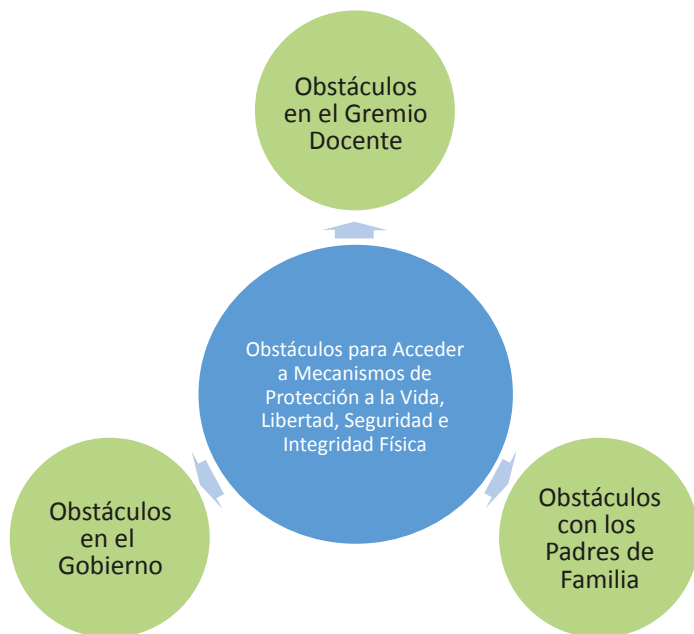 Obstáculos
en el Gremio
Docente
Obstáculos para Acceder
a Mecanismos de
Protección a la Vida,
Libertad, Seguridad e
Integridad Física
Obstáculos
en el
Gobierno
Obstáculos
con los
Padres de
Familia